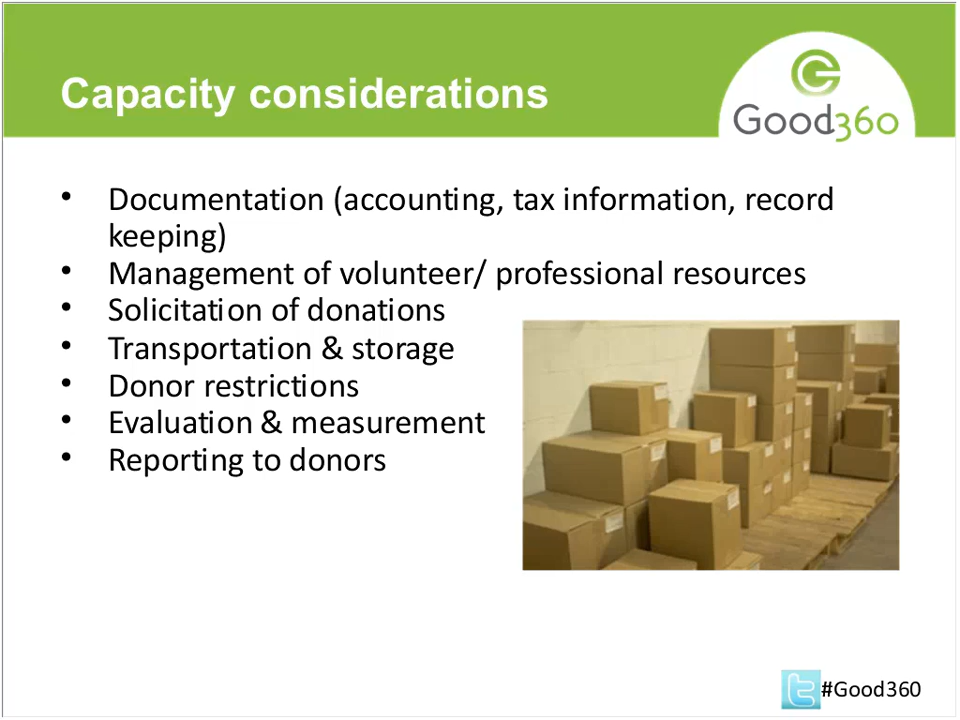 Capacity considerations
Good360
• Documentation (accounting, tax information, record
keeping)
• Management of volunteer/ professional resources
• Solicitation of donations
• Transportation & storage
• Donor restrictions
• Evaluation & measurement
• Reporting to donors
#Good360